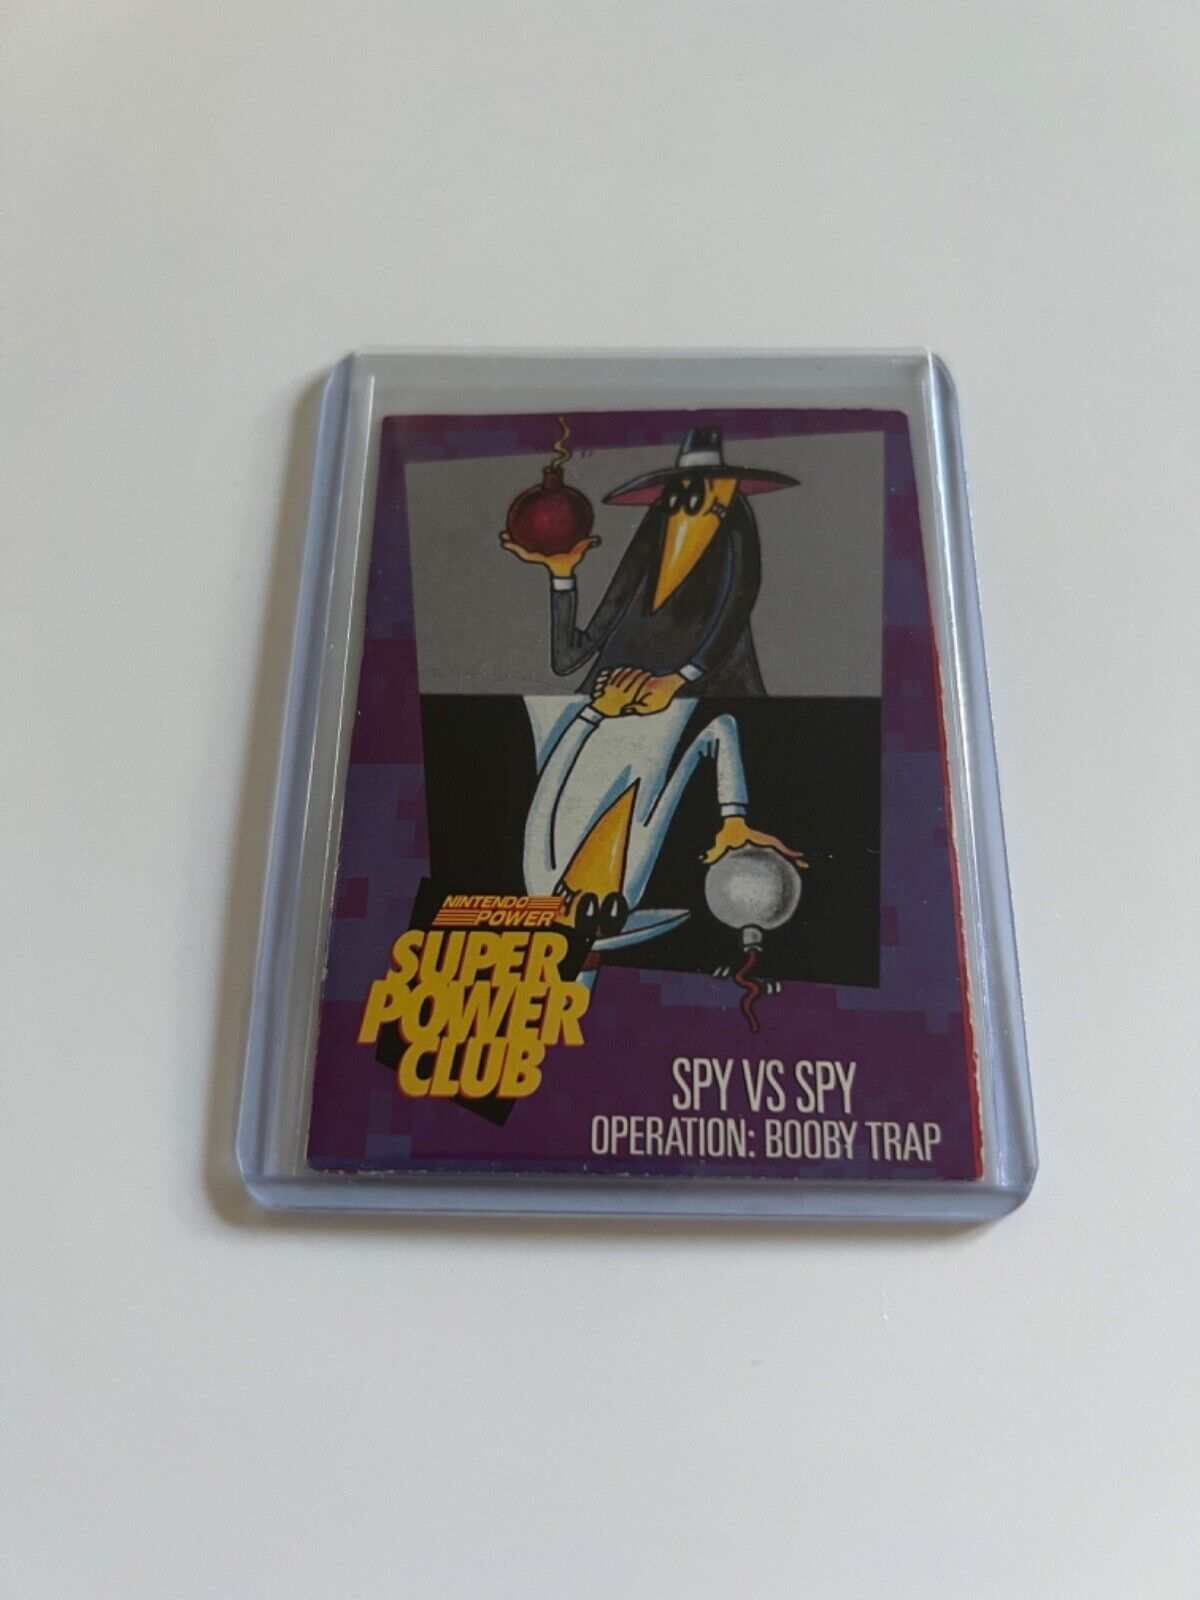 NINTENDO
POWER
SUPER
POWER
CLUB
SPY VS SPY
OPERATION: BOOBY TRAP